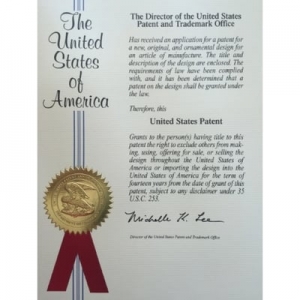 The
United
States
of
America
The Director of the United States
Patent and Trademark Office
Has received an application for a patent for
a new, original, and ornamental design for
an article of manufacture. The title and
description of the design are enclosed. The
requirements of law have been complied
with, and it has been determined that a
patent on the design shall be granted under
the law.
Therefore, this
United States Patent
Grants to the person(s) having title to this
patent the right to exclude others from mak-
ing, using, offering for sale, or selling the
design throughout the United States of
America or importing the design into the
United States of America for the term of
fourteen years from the date of grant of this
patent, subject to any disclaimer under 35
U.S.C. 253.
Michelle K. Lee
Director of the United States Patent and Trademark Office